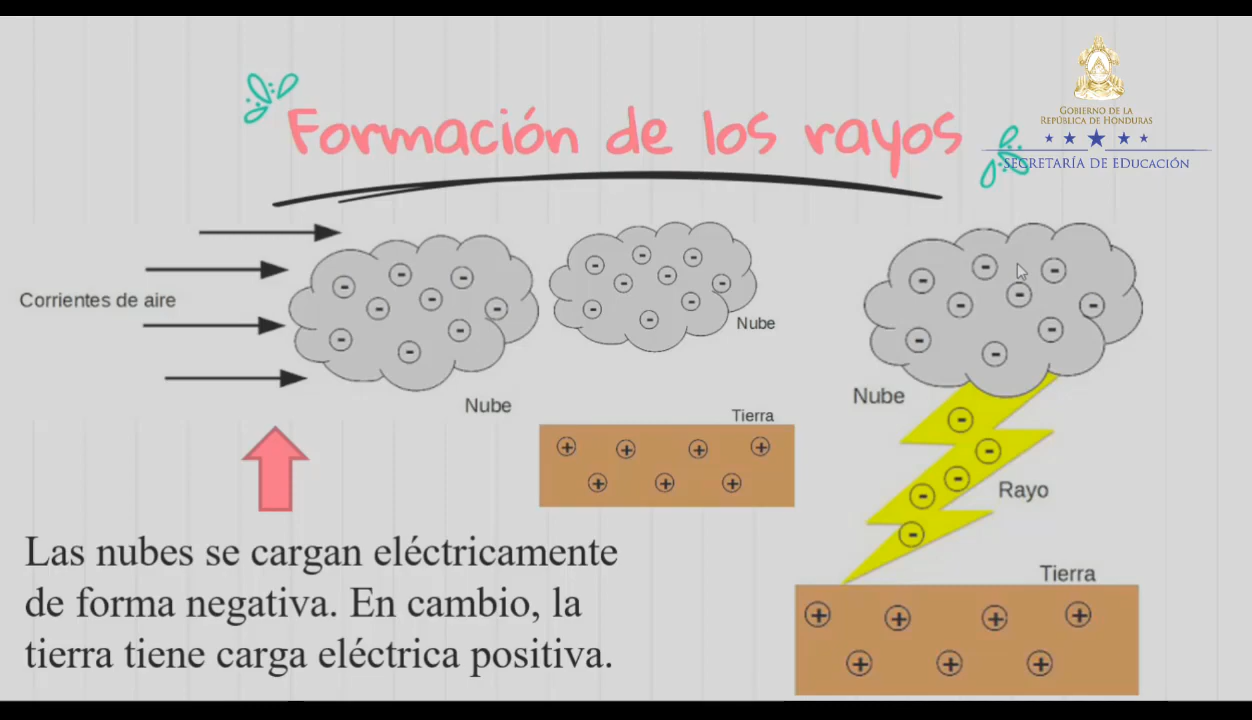 Formación de los rayos
GOBIERNO DE LA
REPÚBLICA DE HONDURAS
SECRETARÍA DE EDUCACIÓN
Corrientes de aire
Nube
Nube
Tierra
Nube
Rayo
Tierra
Las nubes se cargan eléctricamente
de forma negativa. En cambio, la
tierra tiene carga eléctrica positiva.